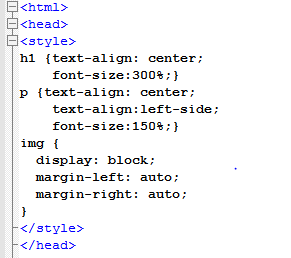 <html>
<head>
<style>
h1 {text-align: center;
font-size:300%;}
p {text-align: center;
text-align:left-side;
font-size:150%;}
img {
display: block;
margin-left: auto;
margin-right: auto;
}
</style>
</head>